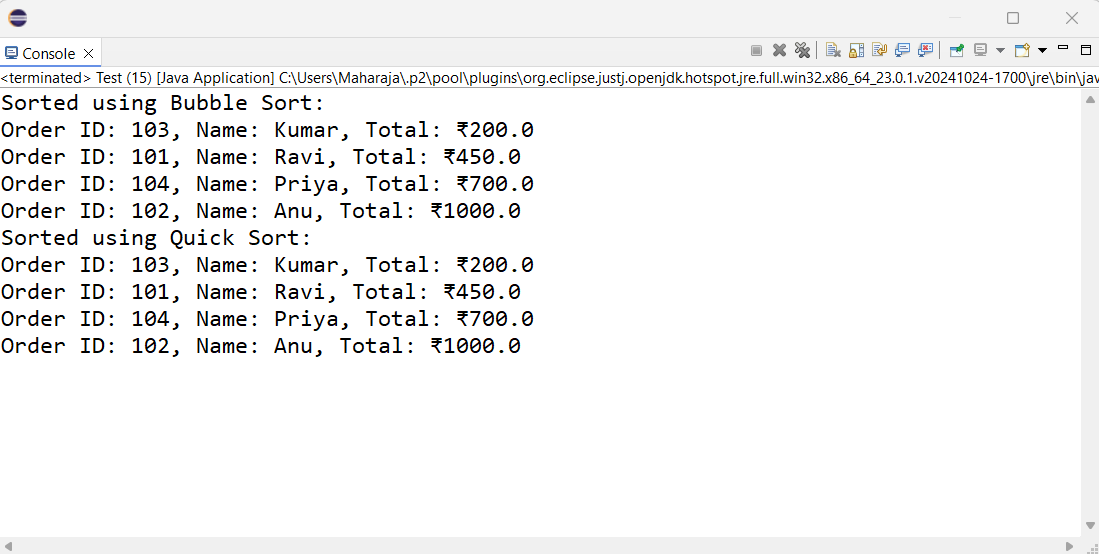 Console
<terminated> Test (15) [Java Application] C:\Users\Maharaja\.p2\pool\plugins\org.eclipse.justj.openjdk.hotspot.jre.full.win32.x86_64_23.0.1.v20241024-1700\jre\bin\jav
Sorted using Bubble Sort:
Order ID: 103, Name: Kumar, Total: ₹200.0
Order ID: 101, Name: Ravi, Total: ₹450.0
Order ID: 104, Name: Priya, Total: ₹700.0
Order ID: 102, Name: Anu, Total: ₹1000.0
Sorted using Quick Sort:
Order ID: 103, Name: Kumar, Total: ₹200.0
Order ID: 101, Name: Ravi, Total: ₹450.0
Order ID: 104, Name: Priya, Total: ₹700.0
Order ID: 102, Name: Anu, Total: ₹1000.0